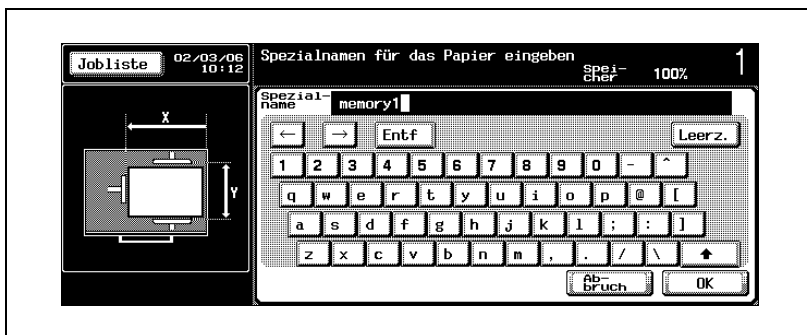 Jobliste
02/03/06
10:12
Spezialnamen für das Papier eingeben
Spei-
cher
100%
1
X
Y
Spezial-
name
memory1
← → Entf Leerz.
1 2 3 4 5 6 7 8 9 0 - ^
q w e r t y u i o p @ [
a s d f g h j k l ; : ]
z x c v b n m , . / \ ↑
Ab-
bruch
OK